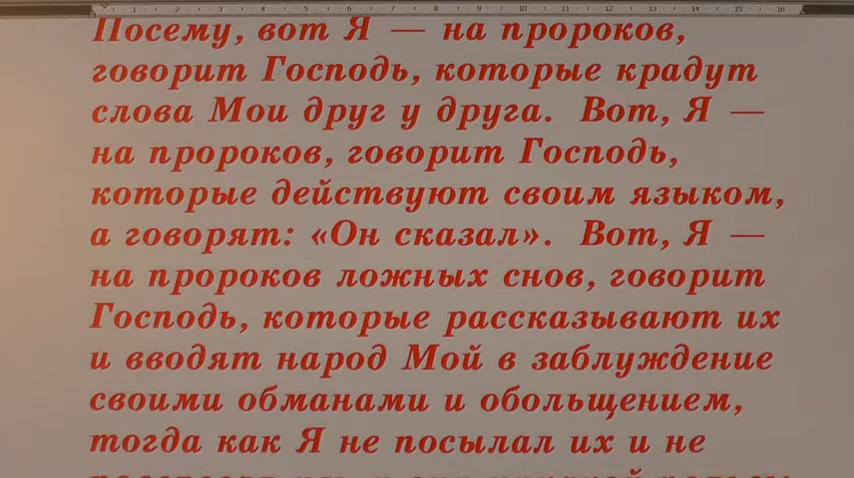 Посему, вот Я — на пророков,
говорит Господь, которые крадут
слова Мои друг у друга. Вот, Я —
на пророков, говорит Господь,
которые действуют своим языком,
а говорят: «Он сказал». Вот, Я —
на пророков ложных снов, говорит
Господь, которые рассказывают их
и вводят народ Мой в заблуждение
своими обманами и обольщением,
тогда как Я не посылал их и не